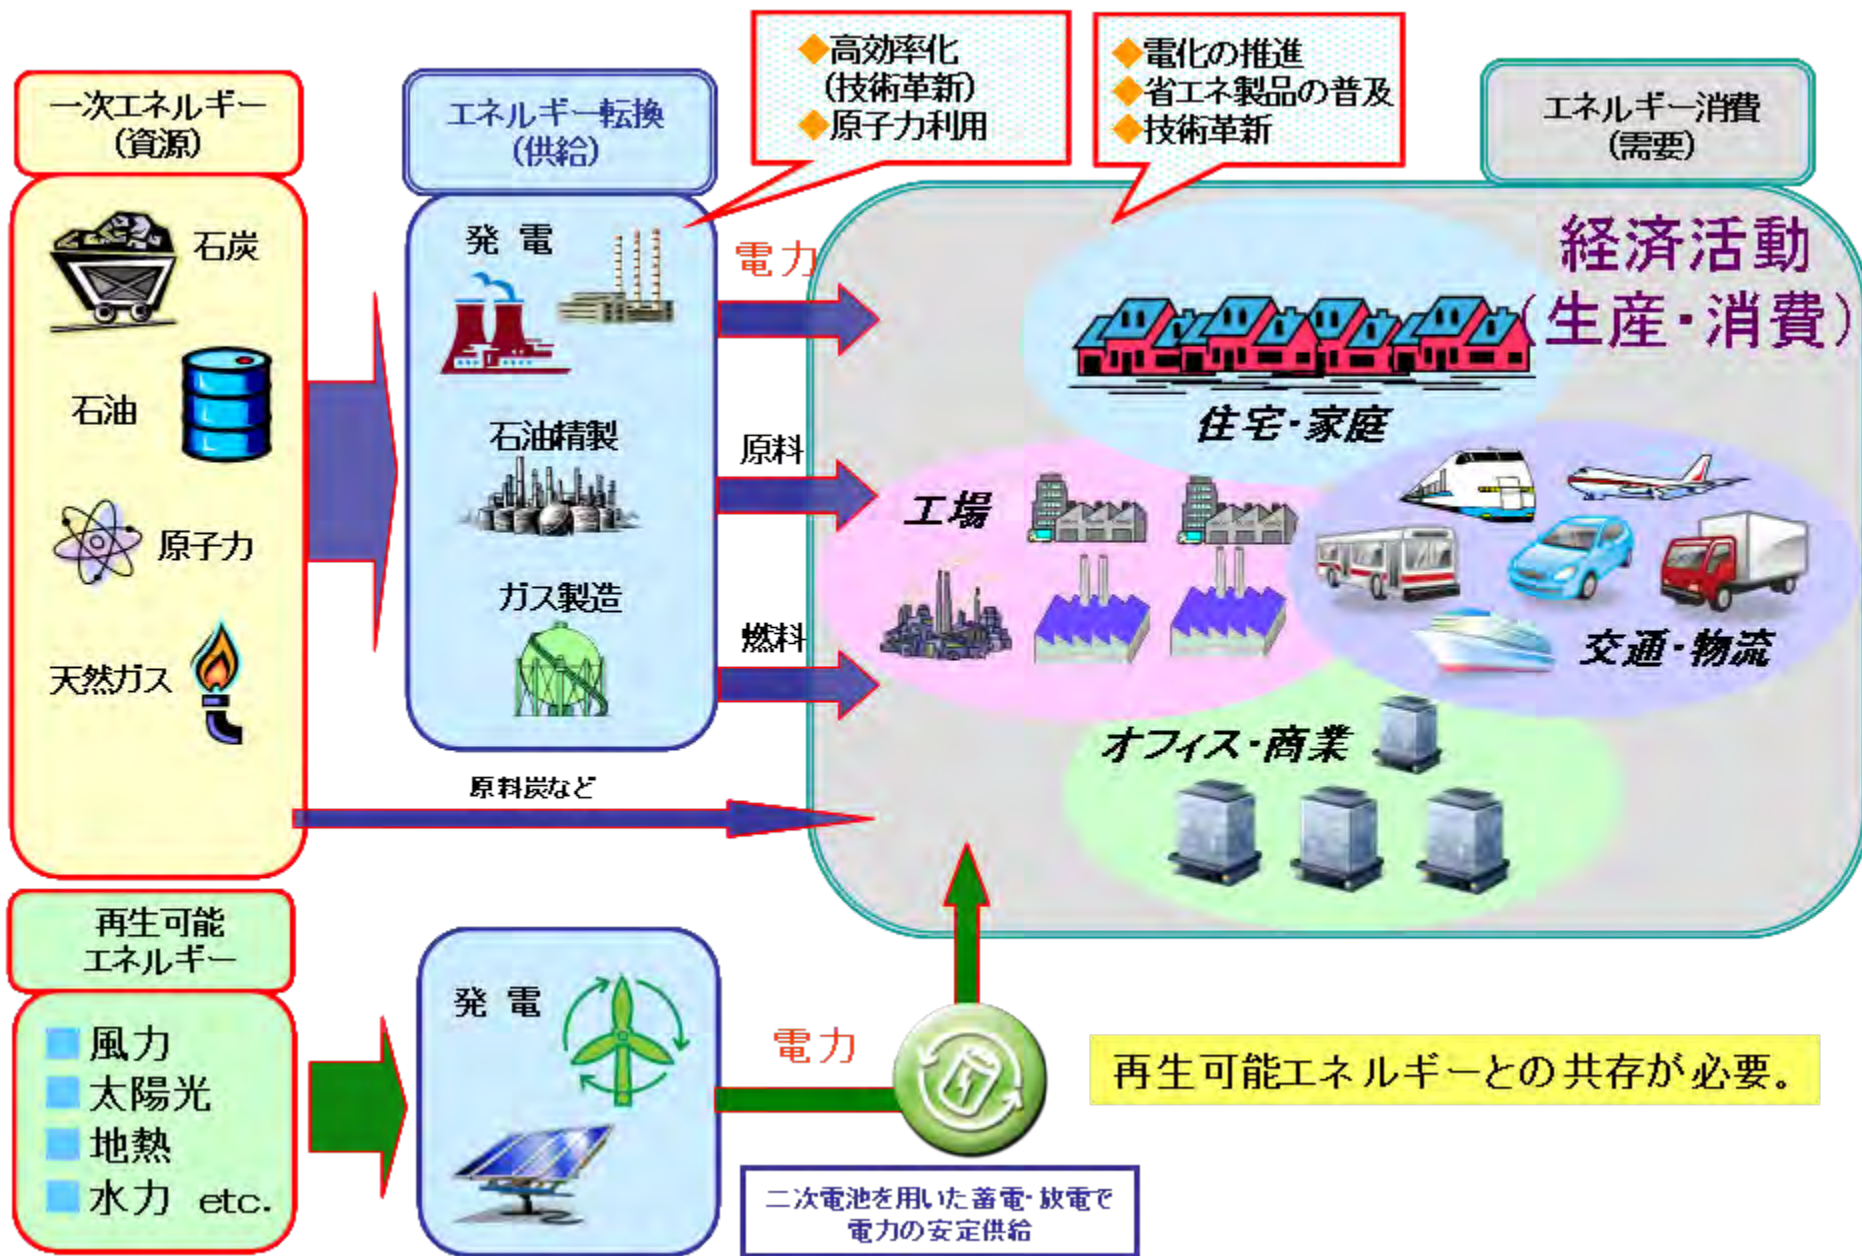 一次エネルギー
(資源)
石炭
石油
原子力
天然ガス
エネルギー転換
(供給)
発 電
石油精製
ガス製造
◆高効率化
(技術革新)
◆原子力利用
◆電化の推進
◆省エネ製品の普及
◆技術革新
電力
原料
燃料
原料炭など
エネルギー消費
(需要)
経済活動
(生産・消費)
住宅・家庭
工場
交通・物流
オフィス・商業
再生可能
エネルギー
風力
太陽光
地熱
水力 etc.
発 電
電力
二次電池を用いた蓄電・放電で
電力の安定供給
再生可能エネルギーとの共存が必要。